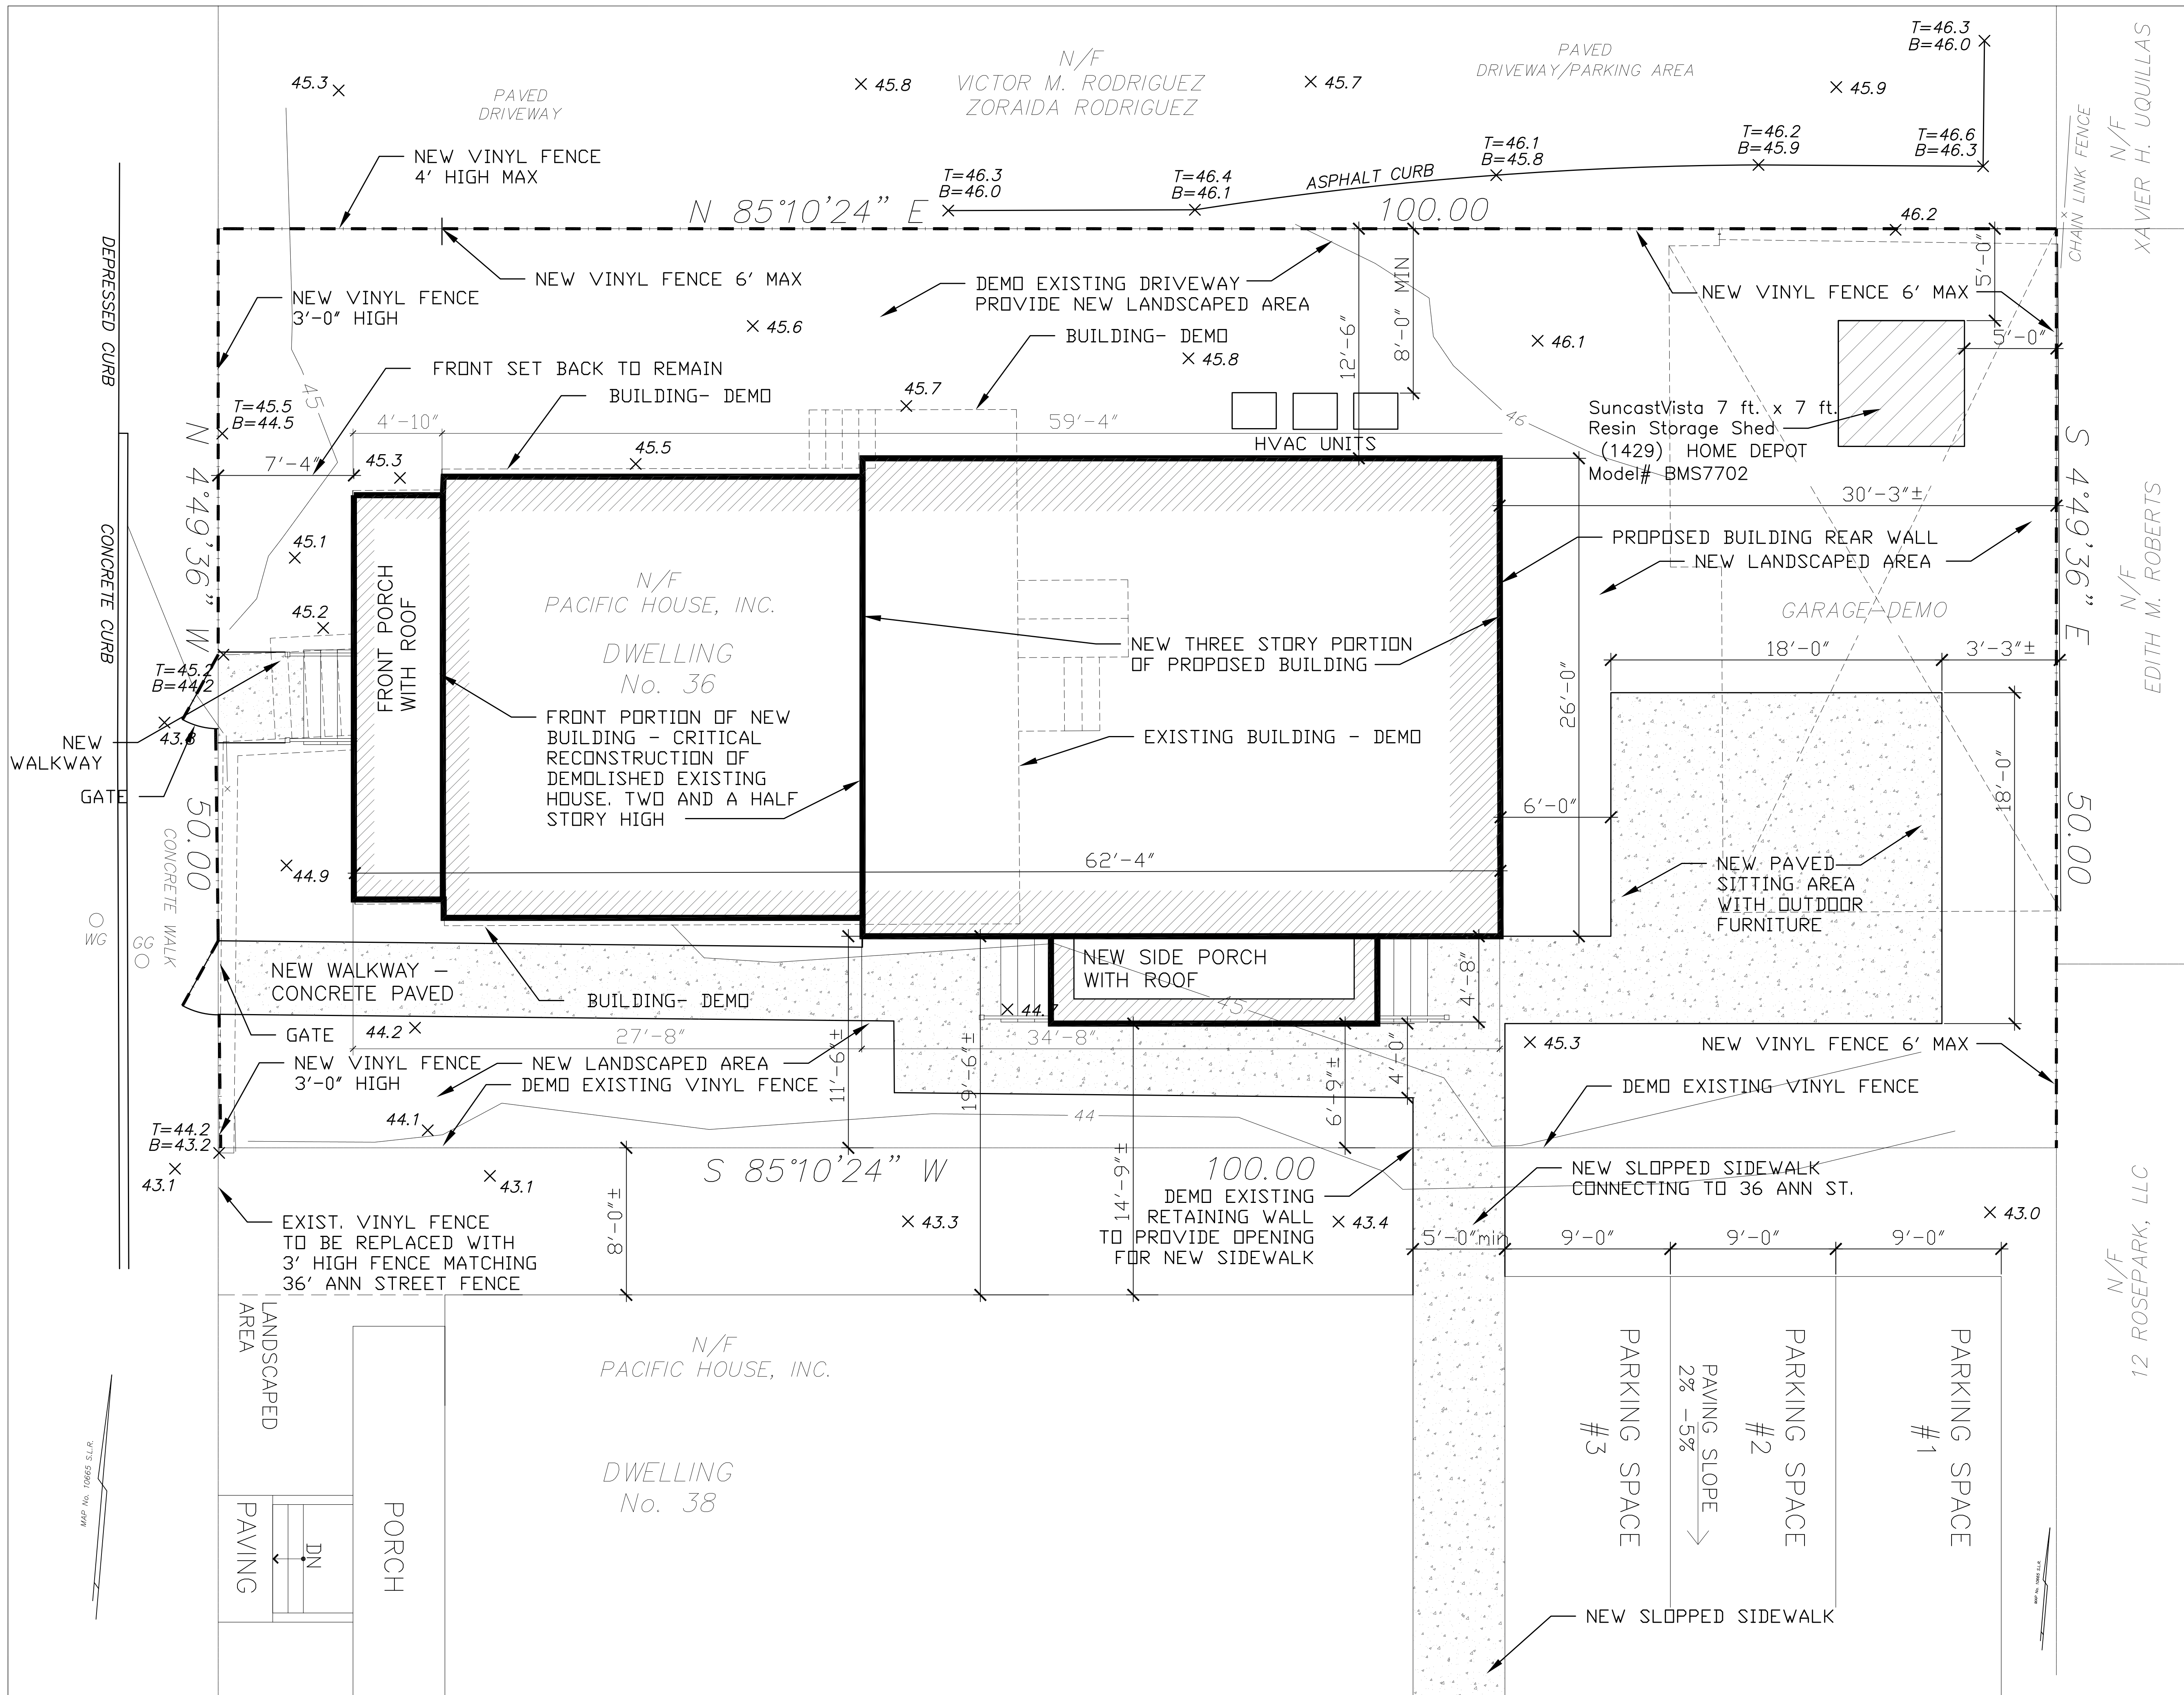 T=46.3
B=46.0
45.3
45.8
N/F
VICTOR M. RODRIGUEZ
ZORAIDA RODRIGUEZ
45.7
PAVED
DRIVEWAY/PARKING AREA
45.9
PAVED
DRIVEWAY
CHAIN LINK FENCE
N/F
XAVIER H. UQUILLAS
NEW VINYL FENCE
4' HIGH MAX
T=46.3
B=46.0
T=46.4
B=46.1
ASPHALT CURB
T=46.1
B=45.8
T=46.2
B=45.9
T=46.6
B=46.3
N 85°10'24" E
100.00
46.2
DEPRESSED CURB
NEW VINYL FENCE 6' MAX
NEW VINYL FENCE
3'-0" HIGH
DEMO EXISTING DRIVEWAY
PROVIDE NEW LANDSCAPED AREA
12'-6"
8'-0" MIN
NEW VINYL FENCE 6' MAX
5'-0"
5'-0"
45.6
BUILDING- DEMO
45.8
46.1
FRONT SET BACK TO REMAIN
45
BUILDING- DEMO
45.7
T=45.5
B=44.5
4'-10"
59'-4"
HVAC UNITS
46
SuncastVista 7 ft. x 7 ft.
Resin Storage Shed
(1429) HOME DEPOT
Model# BMS7702
7'-4"
45.3
45.5
30'-3"±
N 4°49'36" W
50.00
S 4°49'36" E
50.00
N/F
EDITH M. ROBERTS
CONCRETE CURB
45.1
45.2
FRONT PORCH
WITH ROOF
N/F
PACIFIC HOUSE, INC.
DWELLING
No. 36
PROPOSED BUILDING REAR WALL
NEW LANDSCAPED AREA
GARAGE-DEMO
NEW THREE STORY PORTION
OF PROPOSED BUILDING
18'-0"
3'-3"±
T=45.2
B=44.2
43.8
NEW
WALKWAY
GATE
FRONT PORTION OF NEW
BUILDING - CRITICAL
RECONSTRUCTION OF
DEMOLISHED EXISTING
HOUSE. TWO AND A HALF
STORY HIGH
EXISTING BUILDING - DEMO
26'-0"
6'-0"
18'-0"
44.9
62'-4"
NEW PAVED
SITTING AREA
WITH OUTDOOR
FURNITURE
CONCRETE WALK
WG
GG
NEW WALKWAY -
CONCRETE PAVED
BUILDING- DEMO
NEW SIDE PORCH
WITH ROOF
4'-8"
44.7
45
GATE
44.2
27'-8"
34'-8"
45.3
NEW VINYL FENCE 6' MAX
NEW VINYL FENCE
3'-0" HIGH
NEW LANDSCAPED AREA
DEMO EXISTING VINYL FENCE
11'-6"±
19'-6"±
6'-9"±
4'-0"
DEMO EXISTING VINYL FENCE
44.1
44
T=44.2
B=43.2
43.1
43.1
S 85°10'24" W
100.00
14'-9"±
DEMO EXISTING
RETAINING WALL
TO PROVIDE OPENING
FOR NEW SIDEWALK
NEW SLOPPED SIDEWALK
CONNECTING TO 36 ANN ST.
EXIST. VINYL FENCE
TO BE REPLACED WITH
3' HIGH FENCE MATCHING
36' ANN STREET FENCE
8'-0"±
43.3
43.4
43.0
5'-0"min
9'-0"
9'-0"
9'-0"
N/F
12 ROSEPARK, LLC
LANDSCAPED
AREA
N/F
PACIFIC HOUSE, INC.
DWELLING
No. 38
PARKING SPACE
#3
PAVING SLOPE
2% -5%
PARKING SPACE
#2
PARKING SPACE
#1
MAP No. 10665 S.L.R.
PAVING
DN
PORCH
MAP No. 10665 S.L.R.
NEW SLOPPED SIDEWALK